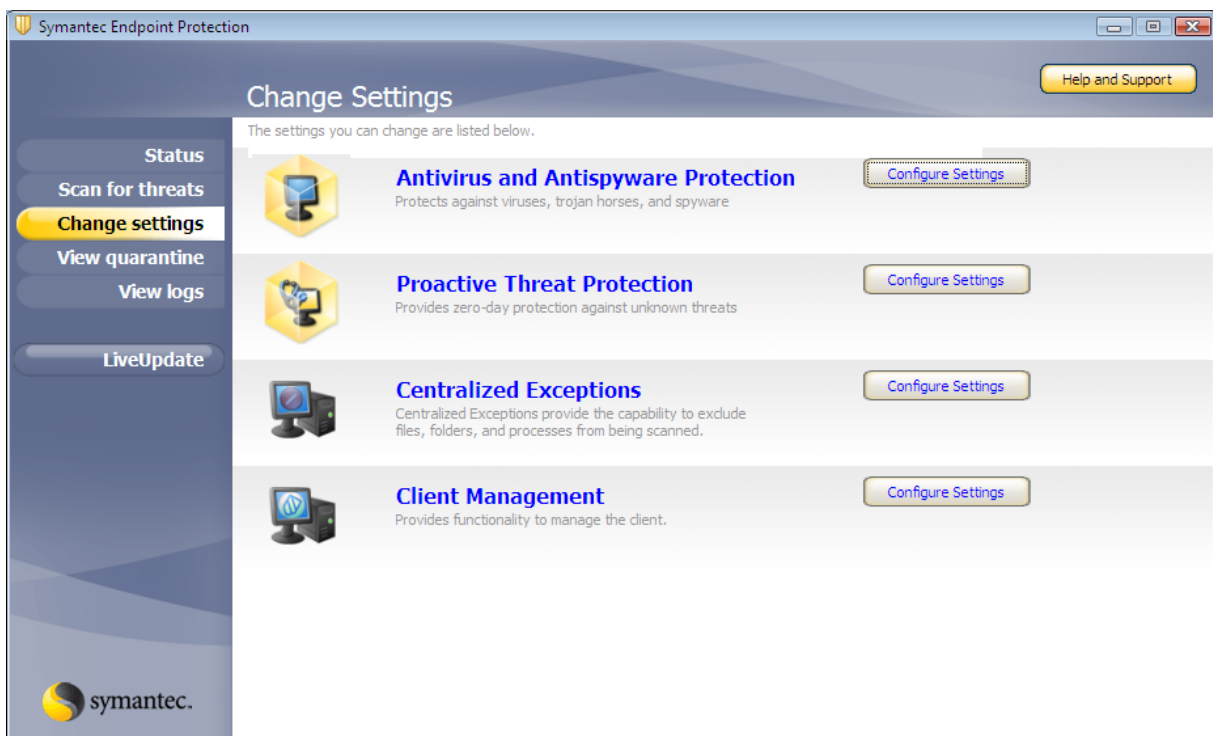 Symantec Endpoint Protection
Help and Support
Change Settings
The settings you can change are listed below.
Status
Scan for threats
Change settings
View quarantine
View logs
LiveUpdate
Antivirus and Antispyware Protection
Protects against viruses, trojan horses, and spyware
Configure Settings
Proactive Threat Protection
Provides zero-day protection against unknown threats
Configure Settings
Centralized Exceptions
Centralized Exceptions provide the capability to exclude
files, folders, and processes from being scanned.
Configure Settings
Client Management
Provides functionality to manage the client.
Configure Settings
symantec.